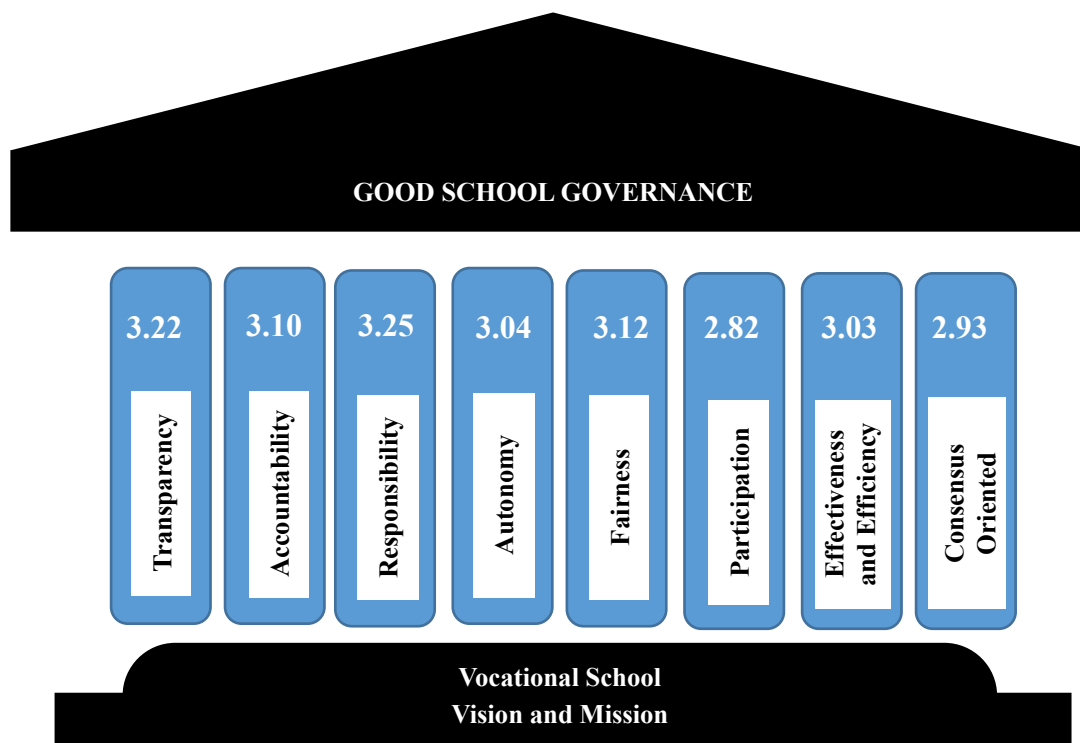 GOOD SCHOOL GOVERNANCE
3.22
3.10
3.25
3.04
3.12
2.82
3.03
2.93
Transparency
Accountability
Responsibility
Autonomy
Fairness
Participation
Effectiveness
and Efficiency
Consensus
Oriented
Vocational School
Vision and Mission